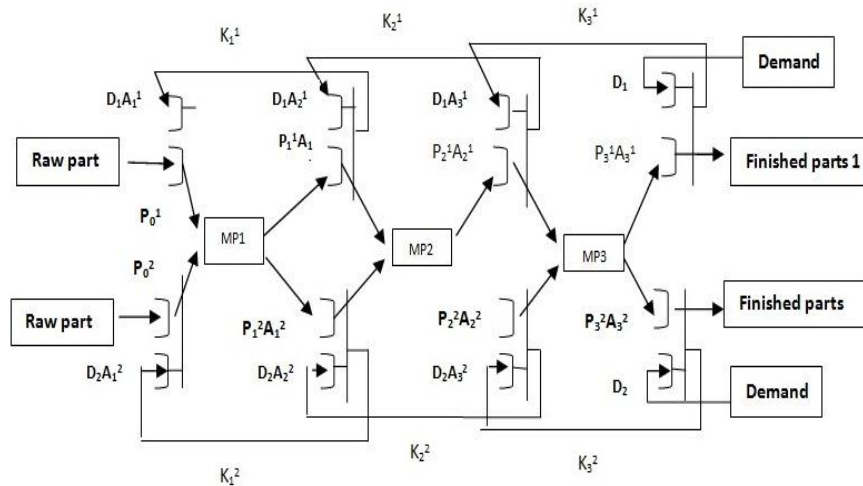 K₁¹
K₂¹
K₃¹
Demand
D₁A₁¹
D₁A₂¹
D₁A₃¹
D₁
Raw part
P₁¹A₁
P₂¹A₂¹
P₃¹A₃¹
Finished parts 1
P₀¹
MP1
MP2
MP3
P₀²
Raw part
P₁²A₁²
P₂²A₂²
P₃²A₃²
Finished parts
D₂A₁²
D₂A₂²
D₂A₃²
D₂
Demand
K₁²
K₂²
K₃²